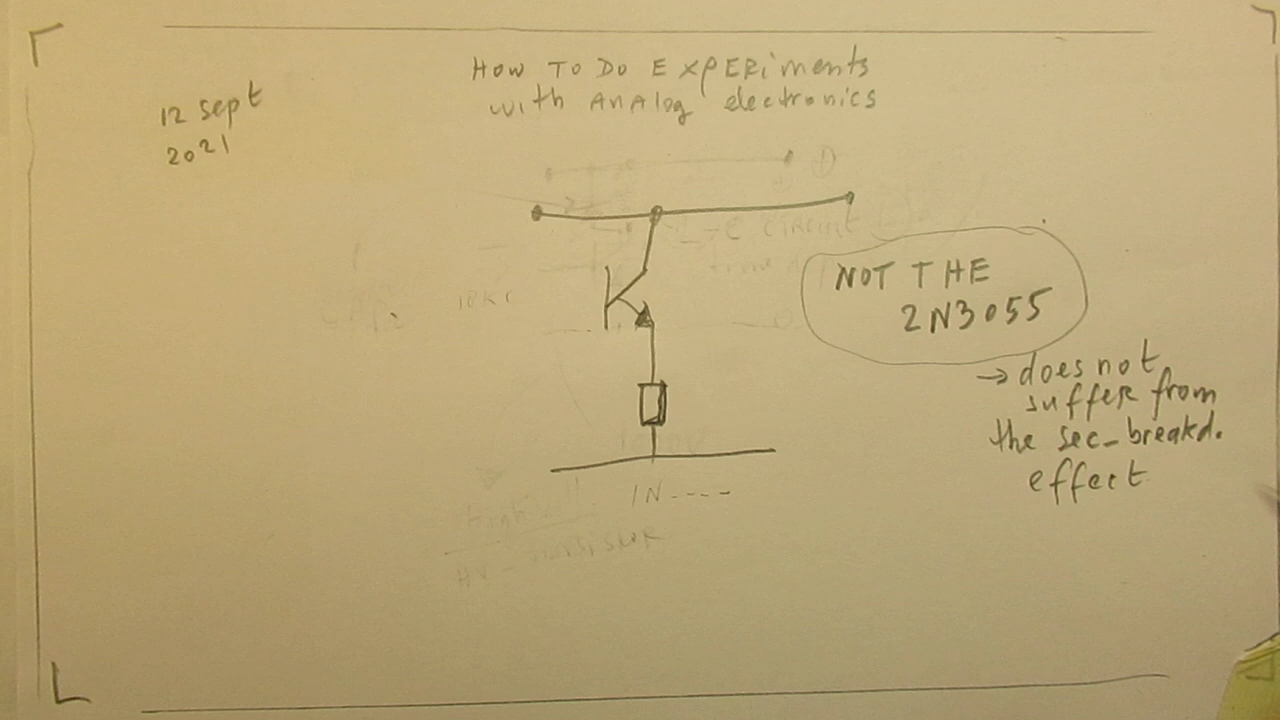 How To Do Experiments
with Analog electronics
12 sept
2021
NOT THE
2N3055
→ does not
suffer from
the sec-breakd.
effect
1N----